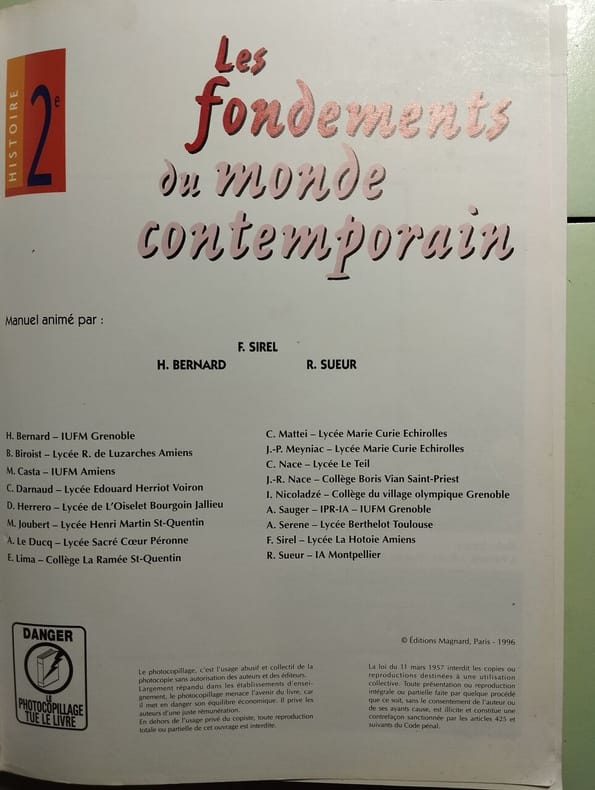 HISTOIRE
2e
Les
fondements
du monde
contemporain
Manuel animé par :
F. SIREL
H. BERNARD
R. SUEUR
H. Bernard – IUFM Grenoble
B. Biroist – Lycée R. de Luzarches Amiens
M. Casta – IUFM Amiens
C. Darnaud – Lycée Edouard Herriot Voiron
D. Herrero – Lycée de L'Oiselet Bourgoin Jallieu
M. Joubert – Lycée Henri Martin St-Quentin
A. Le Ducq – Lycée Sacré Cœur Péronne
E. Lima – Collège La Ramée St-Quentin
C. Mattei – Lycée Marie Curie Echirolles
J.-P. Meyniac – Lycée Marie Curie Echirolles
C. Nace – Lycée Le Teil
J.-R. Nace – Collège Boris Vian Saint-Priest
I. Nicoladzé – Collège du village olympique Grenoble
A. Sauger – IPR-IA – IUFM Grenoble
A. Serene – Lycée Berthelot Toulouse
F. Sirel – Lycée La Hotoie Amiens
R. Sueur – IA Montpellier
© Éditions Magnard, Paris - 1996
DANGER
LE
PHOTOCOPILLAGE
TUE LE LIVRE
Le photocopillage, c'est l'usage abusif et collectif de la
photocopie sans autorisation des auteurs et des éditeurs.
Largement répandu dans les établissements d'ensei-
gnement, le photocopillage menace l'avenir du livre, car
il met en danger son équilibre économique. Il prive les
auteurs d'une juste rémunération.
En dehors de l'usage privé du copiste, toute reproduction
totale ou partielle de cet ouvrage est interdite.
La loi du 11 mars 1957 interdit les copies ou
reproductions destinées à une utilisation
collective. Toute présentation ou reproduction
intégrale ou partielle faite par quelque procédé
que ce soit, sans le consentement de l'auteur ou
de ses ayants cause, est illicite et constitue une
contrefaçon sanctionnée par les articles 425 et
suivants du Code pénal.